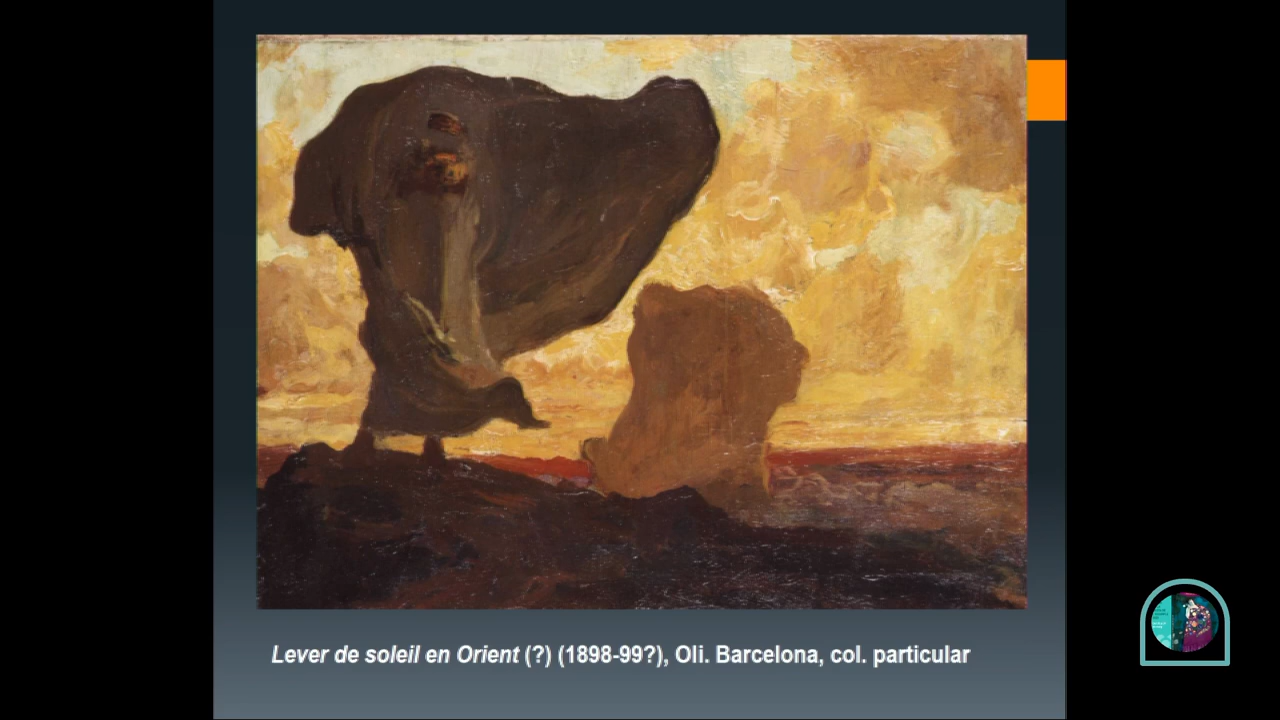 Lever de soleil en Orient (?) (1898-99?), Oli. Barcelona, col. particular